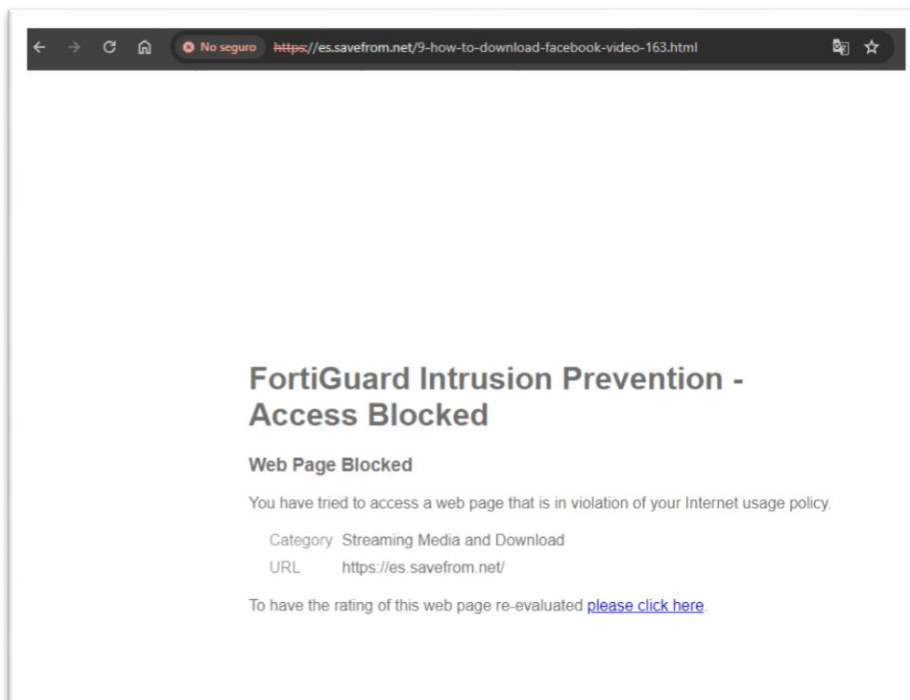 No seguro https://es.savefrom.net/9-how-to-download-facebook-video-163.html
FortiGuard Intrusion Prevention -
Access Blocked
Web Page Blocked
You have tried to access a web page that is in violation of your Internet usage policy.
Category Streaming Media and Download
URL https://es.savefrom.net/
To have the rating of this web page re-evaluated please click here.